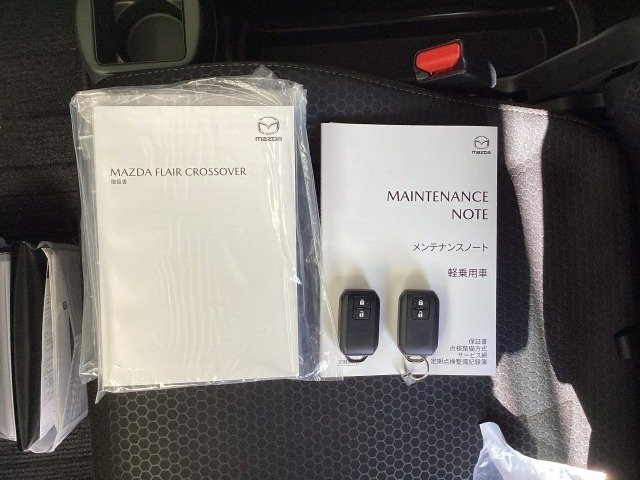 mazda
MAZDA FLAIR CROSSOVER
取扱書
mazda
MAINTENANCE
NOTE
メンテナンスノート
軽乗用車
保証書
点検整備方式
サービス網
定期点検整備記録簿